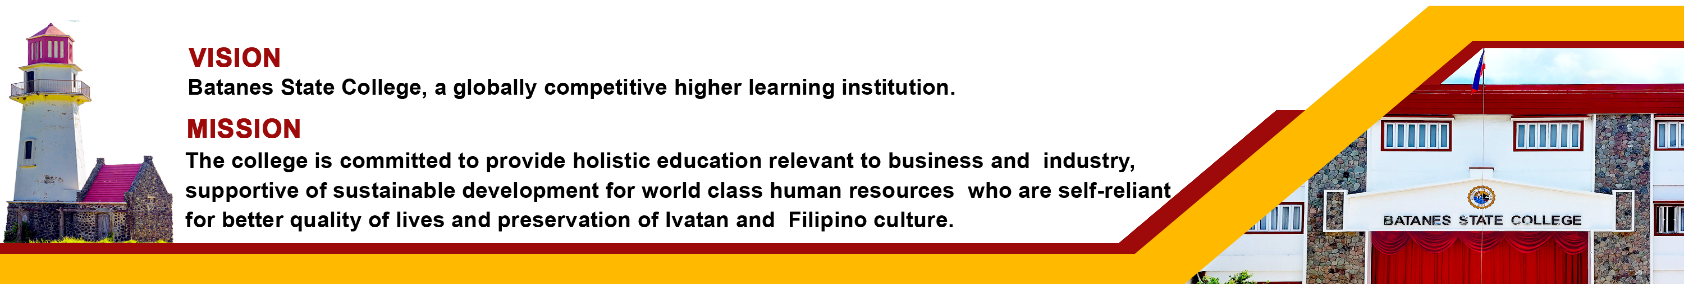 VISION
Batanes State College, a globally competitive higher learning institution.
MISSION
The college is committed to provide holistic education relevant to business and  industry,
supportive of sustainable development for world class human resources  who are self-reliant
for better quality of lives and preservation of Ivatan and  Filipino culture.
BATANES STATE COLLEGE